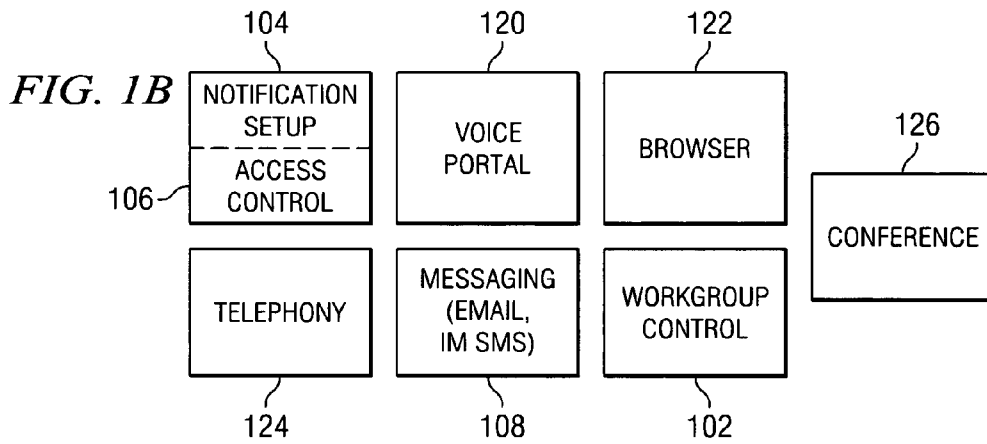 104
120
122
FIG. 1B
NOTIFICATION
SETUP
ACCESS
CONTROL
106
VOICE
PORTAL
BROWSER
126
CONFERENCE
TELEPHONY
MESSAGING
(EMAIL,
IM SMS)
WORKGROUP
CONTROL
124
108
102